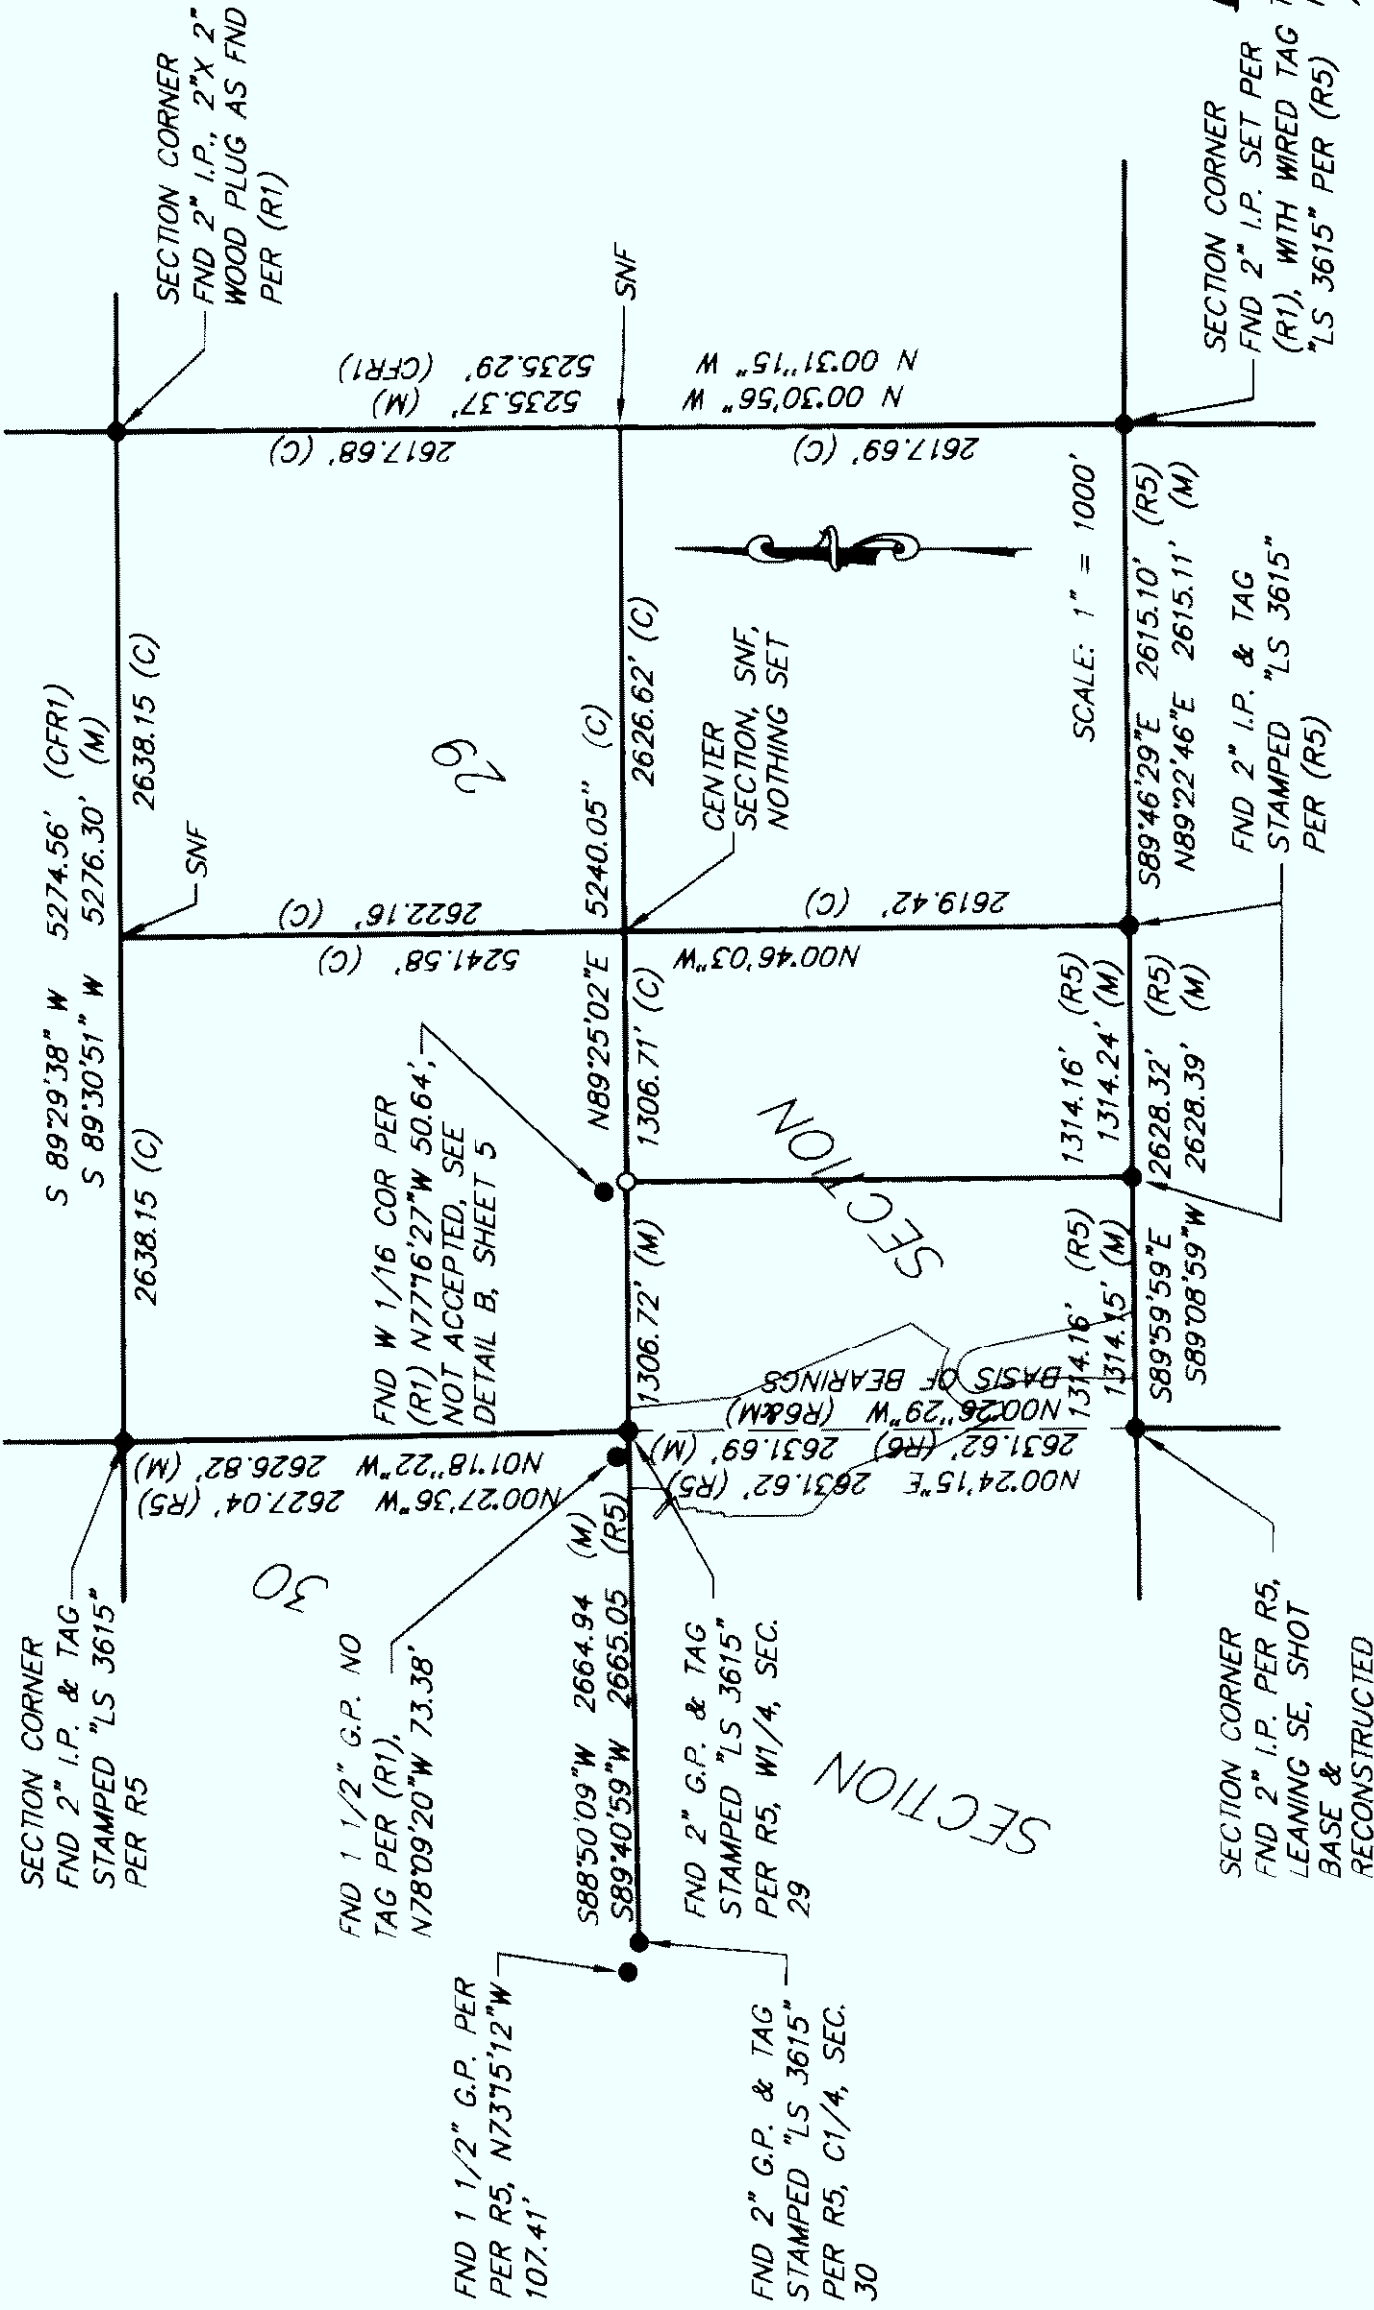 SECTION CORNER
FND 2" I.P. & TAG
STAMPED "LS 3615"
PER R5
S 89°29'38" W 5274.56' (CFR1)
S 89°30'51" W 5276.30' (M)
2638.15 (C)
2638.15 (C)
SNF
SECTION CORNER
FND 2" I.P., 2"X 2"
WOOD PLUG AS FND
PER (R1)
30
N00°27'36"W 2627.04' (R5)
N01°18"22"W 2626.82' (M)
FND 1 1/2" G.P. NO
TAG PER (R1),
N78°09'20"W 73.38'
FND W 1/16 COR PER
(R1) N77°16'27"W 50.64',
NOT ACCEPTED, SEE
DETAIL B, SHEET 5
5241.58' (C)
2622.16' (C)
29
2617.68' (C)
5235.37' (M)
5235.29' (CFR1)
N 00°30'56" W
N 00°31"15" W
2617.69' (C)
SNF
FND 1 1/2" G.P. PER
PER R5, N73°15'12"W
107.41'
S88°50'09"W 2664.94 (M)
S89°40'59"W 2665.05 (R5)
N89°25'02"E 5240.05" (C)
1306.72' (M)
1306.71' (C)
2626.62' (C)
FND 2" G.P. & TAG
STAMPED "LS 3615"
PER R5, C1/4, SEC.
30
FND 2" G.P. & TAG
STAMPED "LS 3615"
PER R5, W1/4, SEC.
29
CENTER
SECTION, SNF,
NOTHING SET
N00°46'03"W
2619.42' (C)
SECTION
SECTION
N00°24'15"E 2631.62' (R5)
2631.62' (R6) 2631.69' (M)
N00°26"29"W (R6&M)
BASIS OF BEARINGS
SCALE: 1" = 1000'
1314.16' (R5)
1314.15' (M)
1314.16' (R5)
1314.24' (M)
S89°59'59"E 2628.32' (R5)
S89°08'59"W 2628.39' (M)
S89°46'29"E 2615.10' (R5)
N89°22'46"E 2615.11' (M)
SECTION CORNER
FND 2" I.P. PER R5,
LEANING SE, SHOT
BASE &
RECONSTRUCTED
FND 2" I.P. & TAG
STAMPED "LS 3615"
PER (R5)
SECTION CORNER
FND 2" I.P. SET PER
(R1), WITH WIRED TAG
"LS 3615" PER (R5)